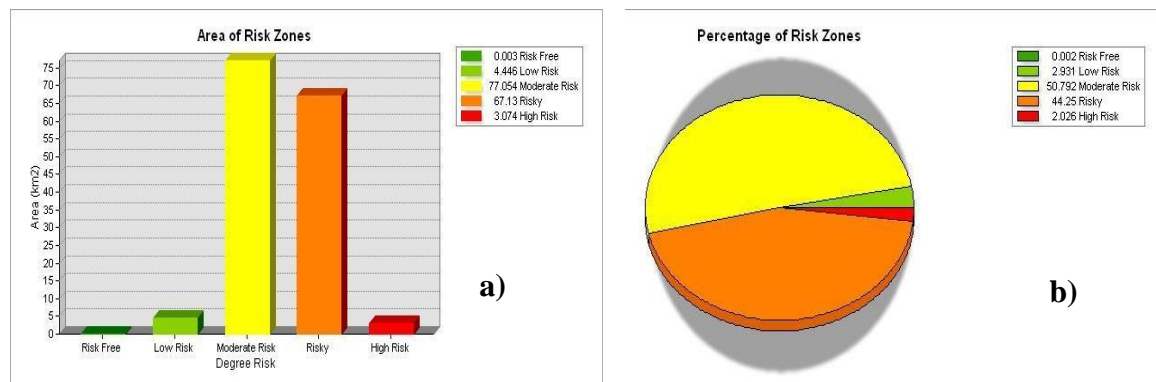 Area of Risk Zones
0.003 Risk Free
4.446 Low Risk
77.054 Moderate Risk
67.13 Risky
3.074 High Risk
Area (km2)
75
70
65
60
55
50
45
40
35
30
25
20
15
10
5
0
Risk Free Low Risk Moderate Risk Risky High Risk
Degree Risk
a)
Percentage of Risk Zones
0.002 Risk Free
2.931 Low Risk
50.792 Moderate Risk
44.25 Risky
2.026 High Risk
b)